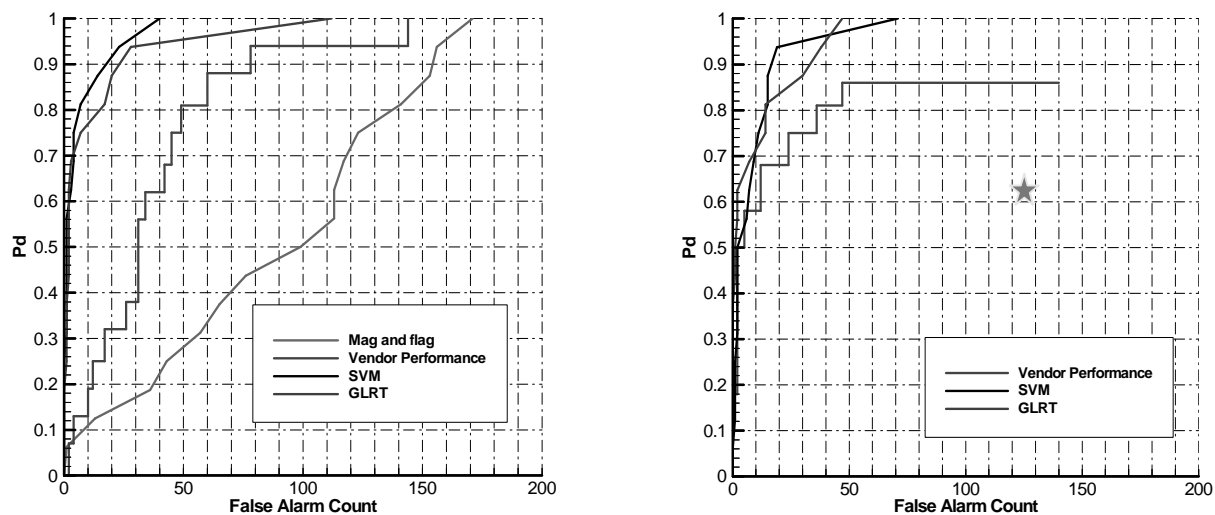 1
0.9
0.8
0.7
0.6
0.5
0.4
0.3
0.2
0.1
0
Pd
Mag and flag
Vendor Performance
SVM
GLRT
0 50 100 150 200
False Alarm Count
1
0.9
0.8
0.7
0.6
0.5
0.4
0.3
0.2
0.1
0
Pd
Vendor Performance
SVM
GLRT
0 50 100 150 200
False Alarm Count